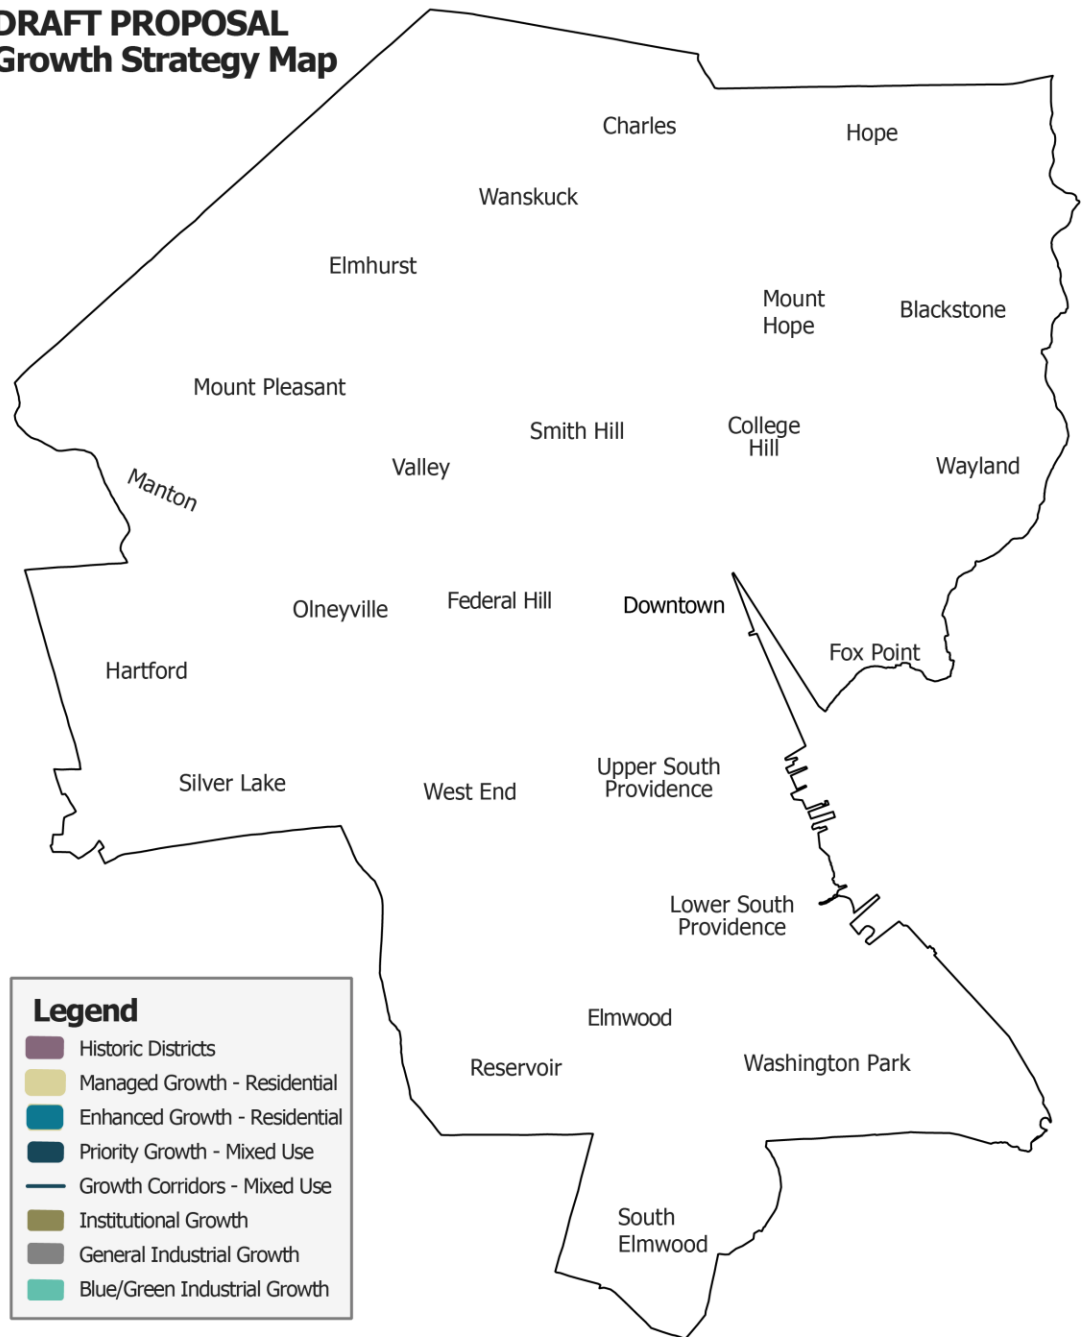 DRAFT PROPOSAL
Growth Strategy Map
Charles
Hope
Wanskuck
Elmhurst
Mount
Hope
Blackstone
Mount Pleasant
Smith Hill
College
Hill
Valley
Wayland
Manton
Olneyville
Federal Hill
Downtown
Fox Point
Hartford
Silver Lake
West End
Upper South
Providence
Lower South
Providence
Elmwood
Reservoir
Washington Park
South
Elmwood
Legend
Historic Districts
Managed Growth - Residential
Enhanced Growth - Residential
Priority Growth - Mixed Use
Growth Corridors - Mixed Use
Institutional Growth
General Industrial Growth
Blue/Green Industrial Growth